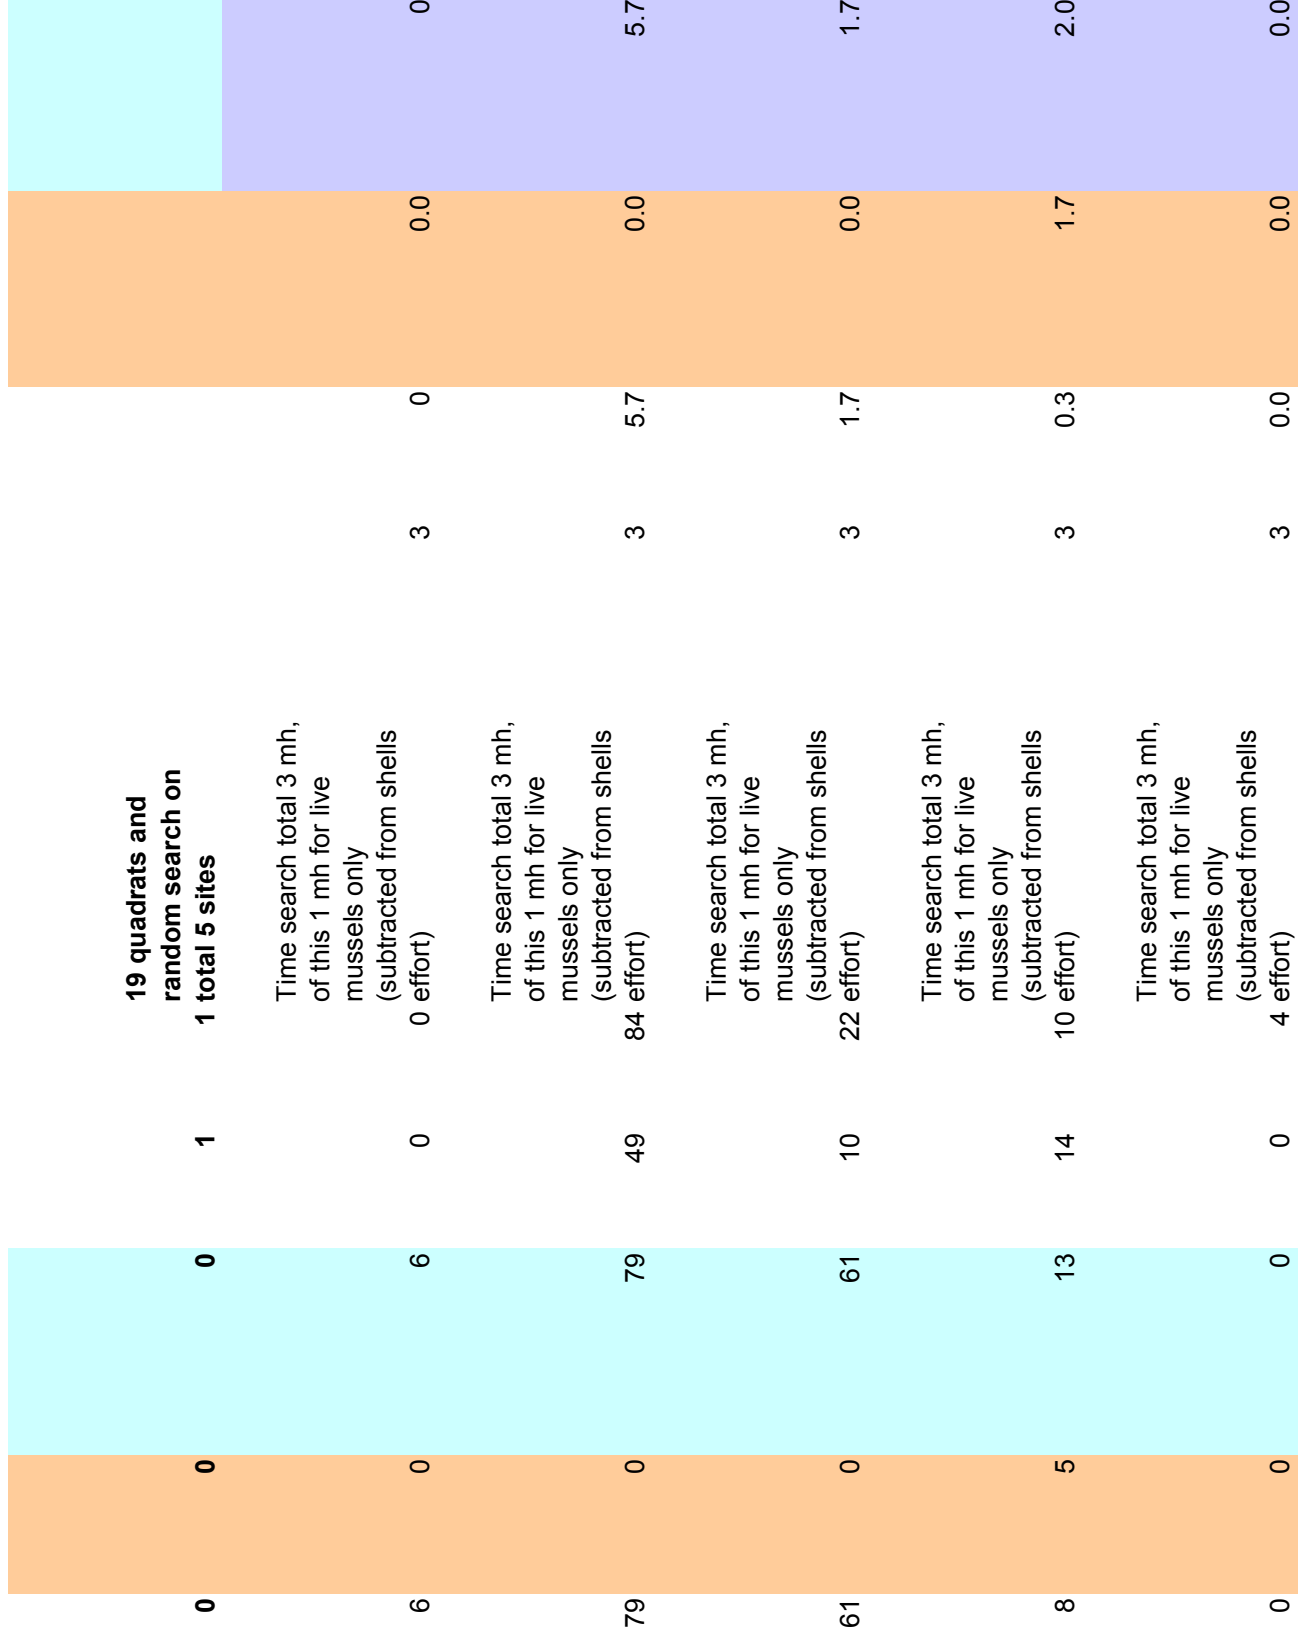 19 quadrats and
random search on
0 0 0 1 1 total 5 sites
Time search total 3 mh,
of this 1 mh for live
mussels only
(subtracted from shells
6 0 6 0 0 effort) 3 0 0.0 0
Time search total 3 mh,
of this 1 mh for live
mussels only
(subtracted from shells
79 0 79 49 84 effort) 3 5.7 0.0 5.7
Time search total 3 mh,
of this 1 mh for live
mussels only
(subtracted from shells
61 0 61 10 22 effort) 3 1.7 0.0 1.7
Time search total 3 mh,
of this 1 mh for live
mussels only
(subtracted from shells
8 5 13 14 10 effort) 3 0.3 1.7 2.0
Time search total 3 mh,
of this 1 mh for live
mussels only
(subtracted from shells
0 0 0 0 4 effort) 3 0.0 0.0 0.0